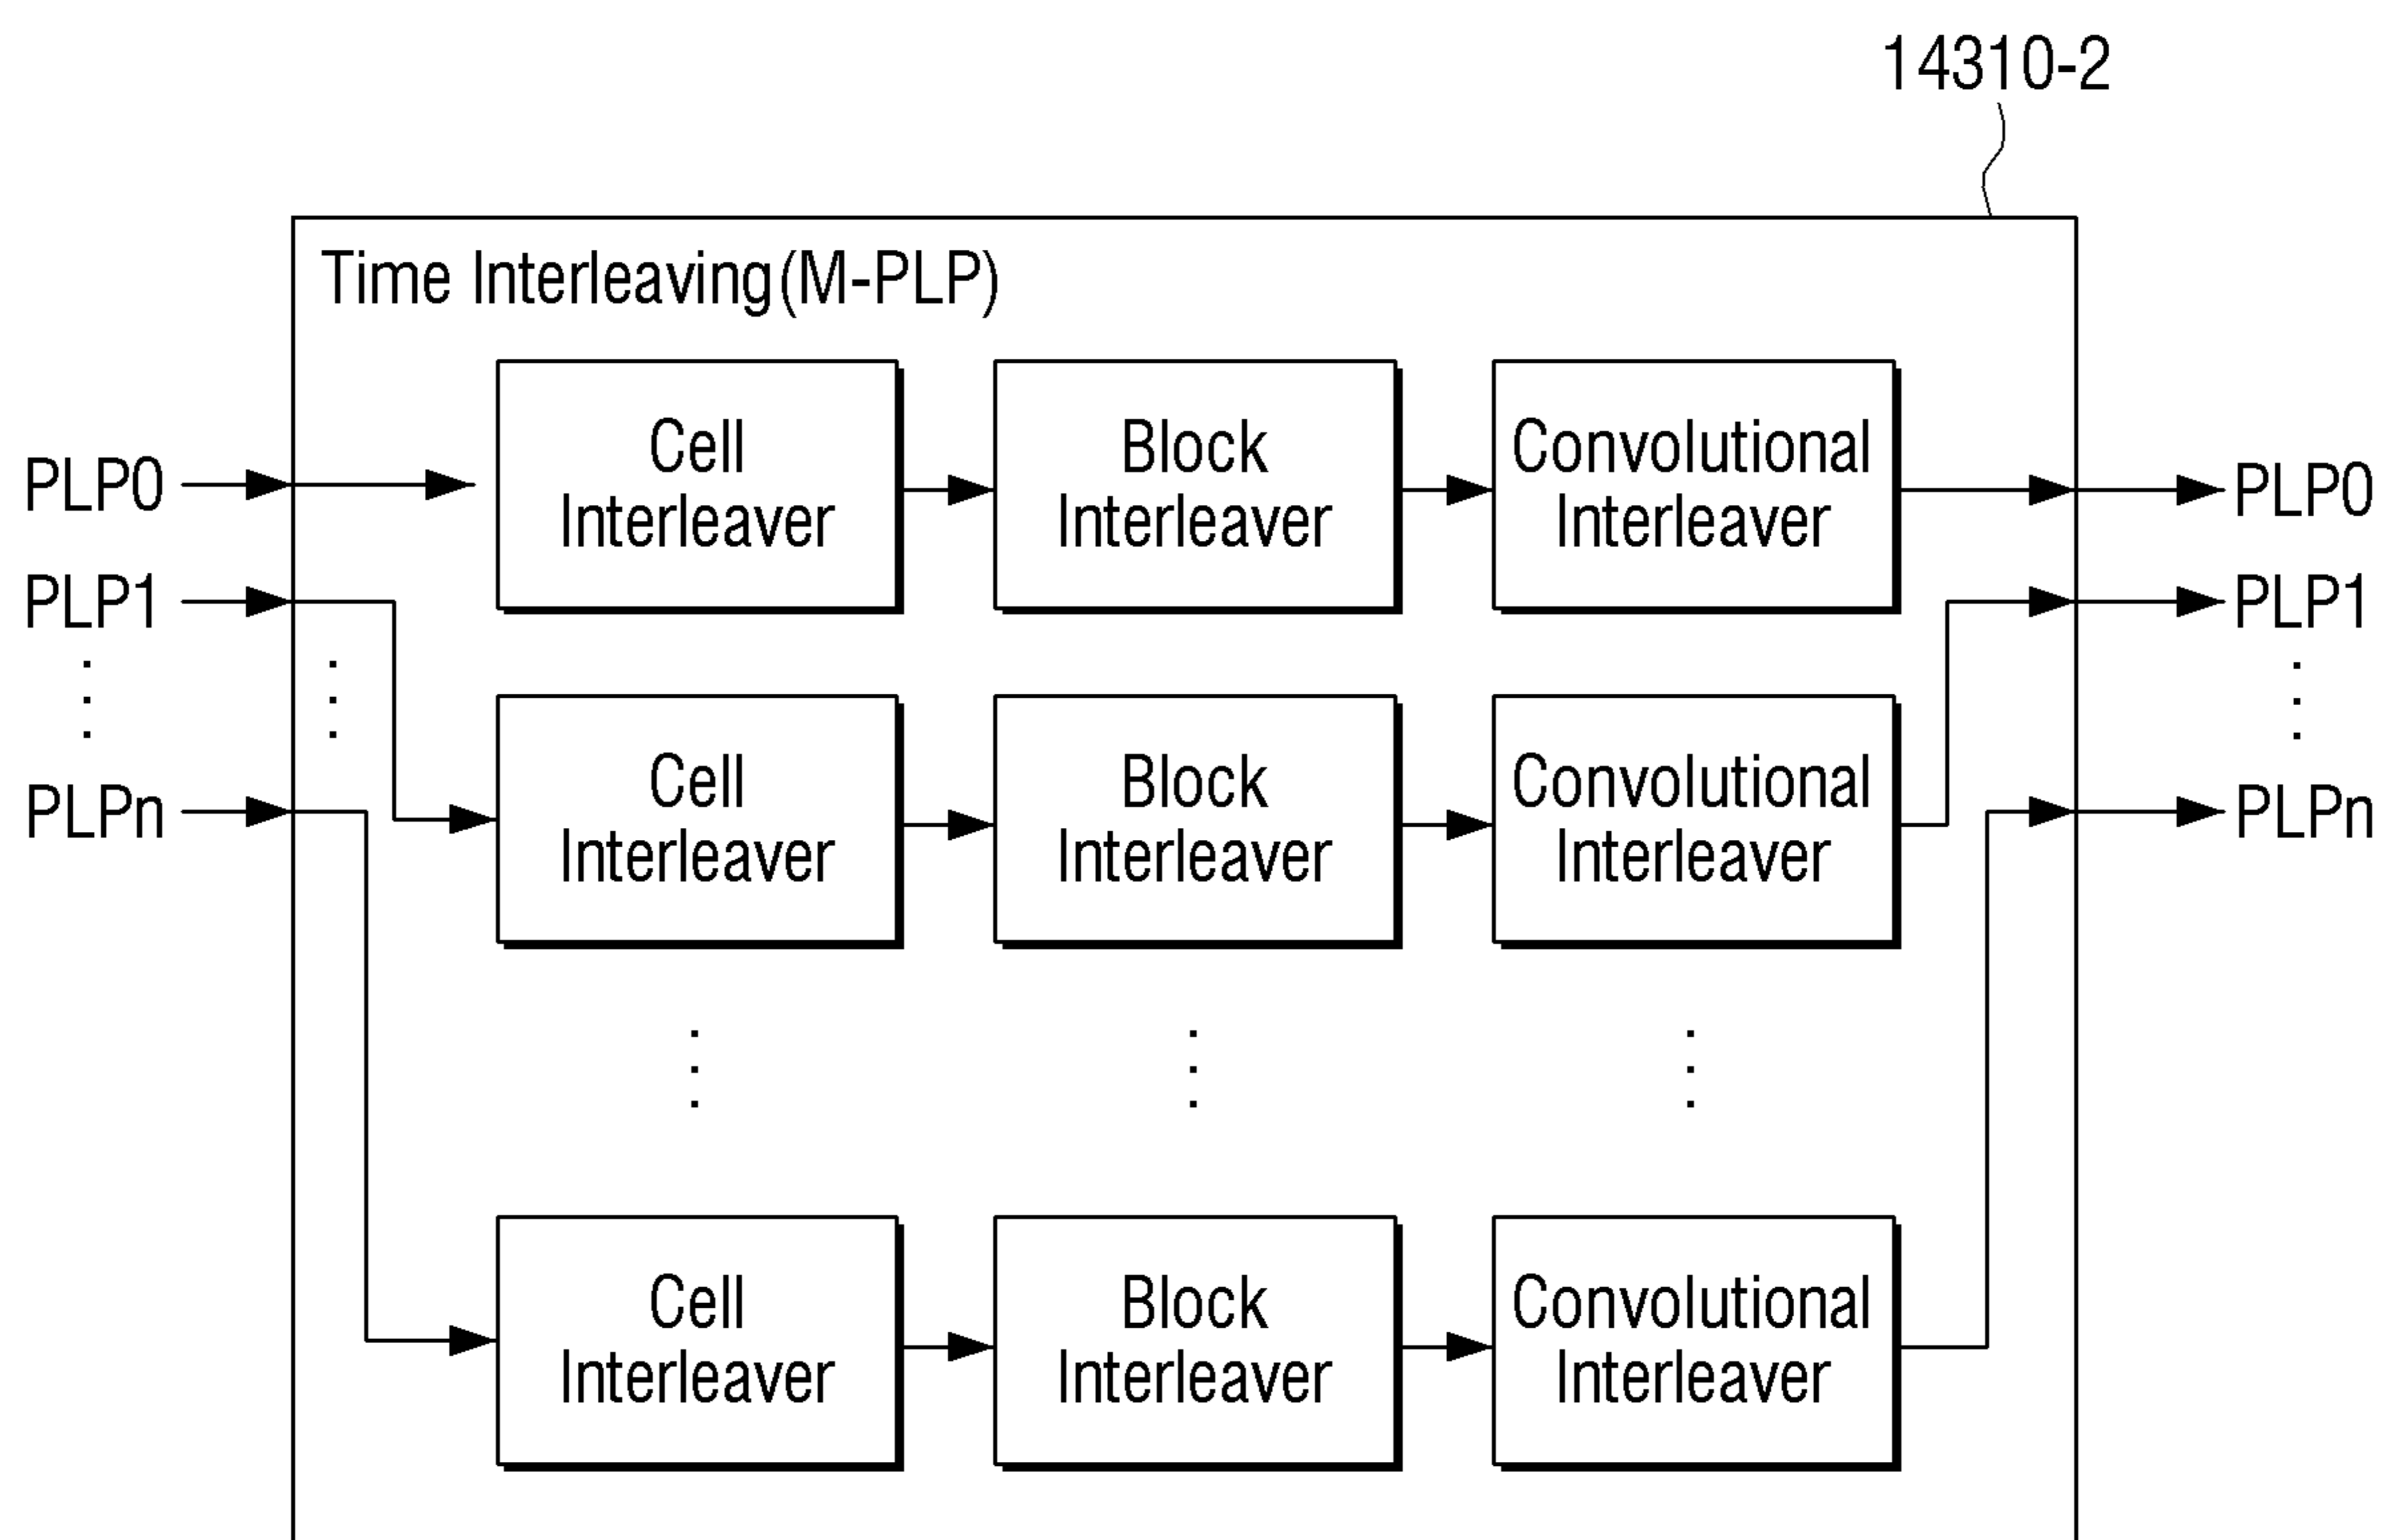 14310-2
Time Interleaving(M-PLP)
Cell
Interleaver
Block
Interleaver
Convolutional
Interleaver
PLP0
PLP0
PLP1
PLP1
Cell
Interleaver
Block
Interleaver
Convolutional
Interleaver
PLPn
PLPn
Cell
Interleaver
Block
Interleaver
Convolutional
Interleaver